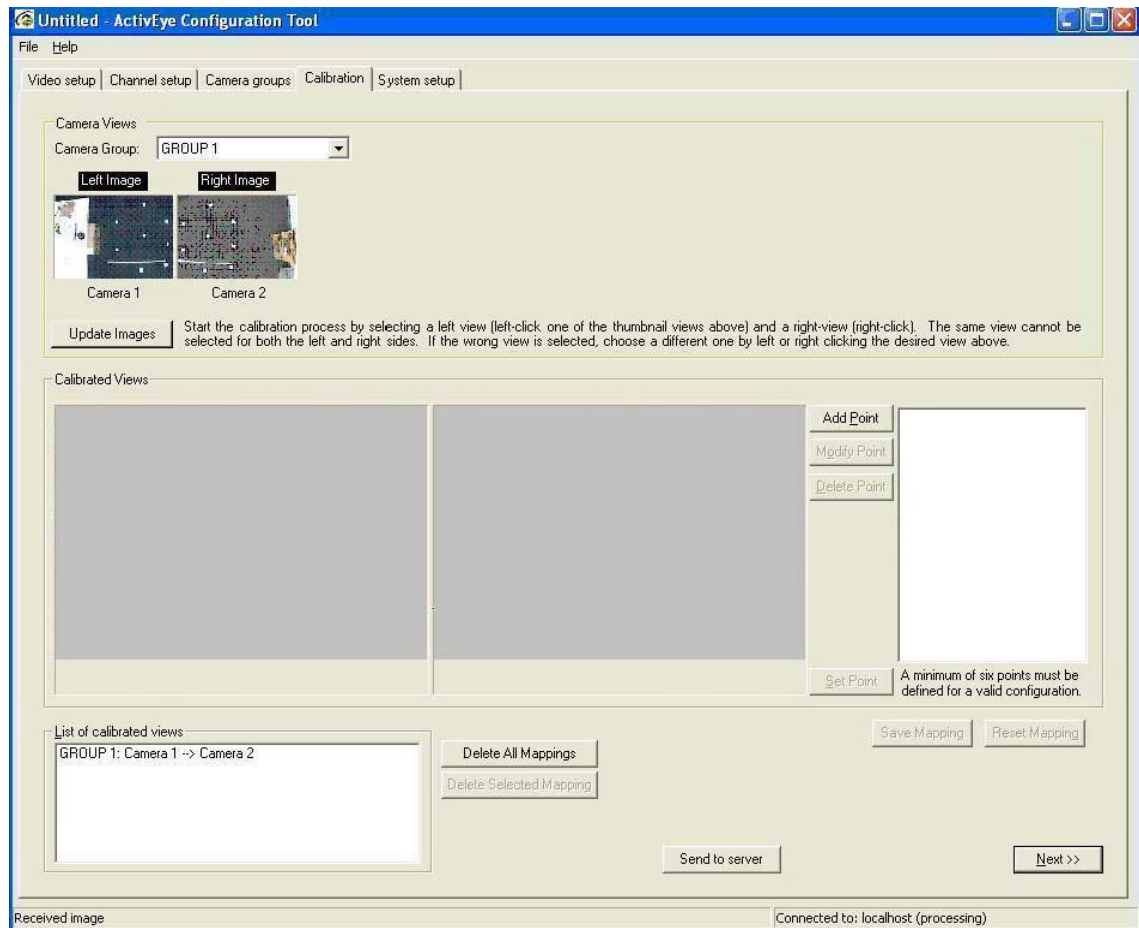 Untitled - ActivEye Configuration Tool
File Help
Video setup Channel setup Camera groups Calibration System setup
Camera Views
Camera Group: GROUP 1
Left Image Right Image
Camera 1 Camera 2
Update Images
Start the calibration process by selecting a left view (left-click one of the thumbnail views above) and a right-view (right-click). The same view cannot be
selected for both the left and right sides. If the wrong view is selected, choose a different one by left or right clicking the desired view above.
Calibrated Views
Add Point
Modify Point
Delete Point
Set Point
A minimum of six points must be
defined for a valid configuration.
List of calibrated views
GROUP 1: Camera 1 --> Camera 2
Delete All Mappings
Delete Selected Mapping
Save Mapping Reset Mapping
Send to server
Next >>
Received image
Connected to: localhost (processing)